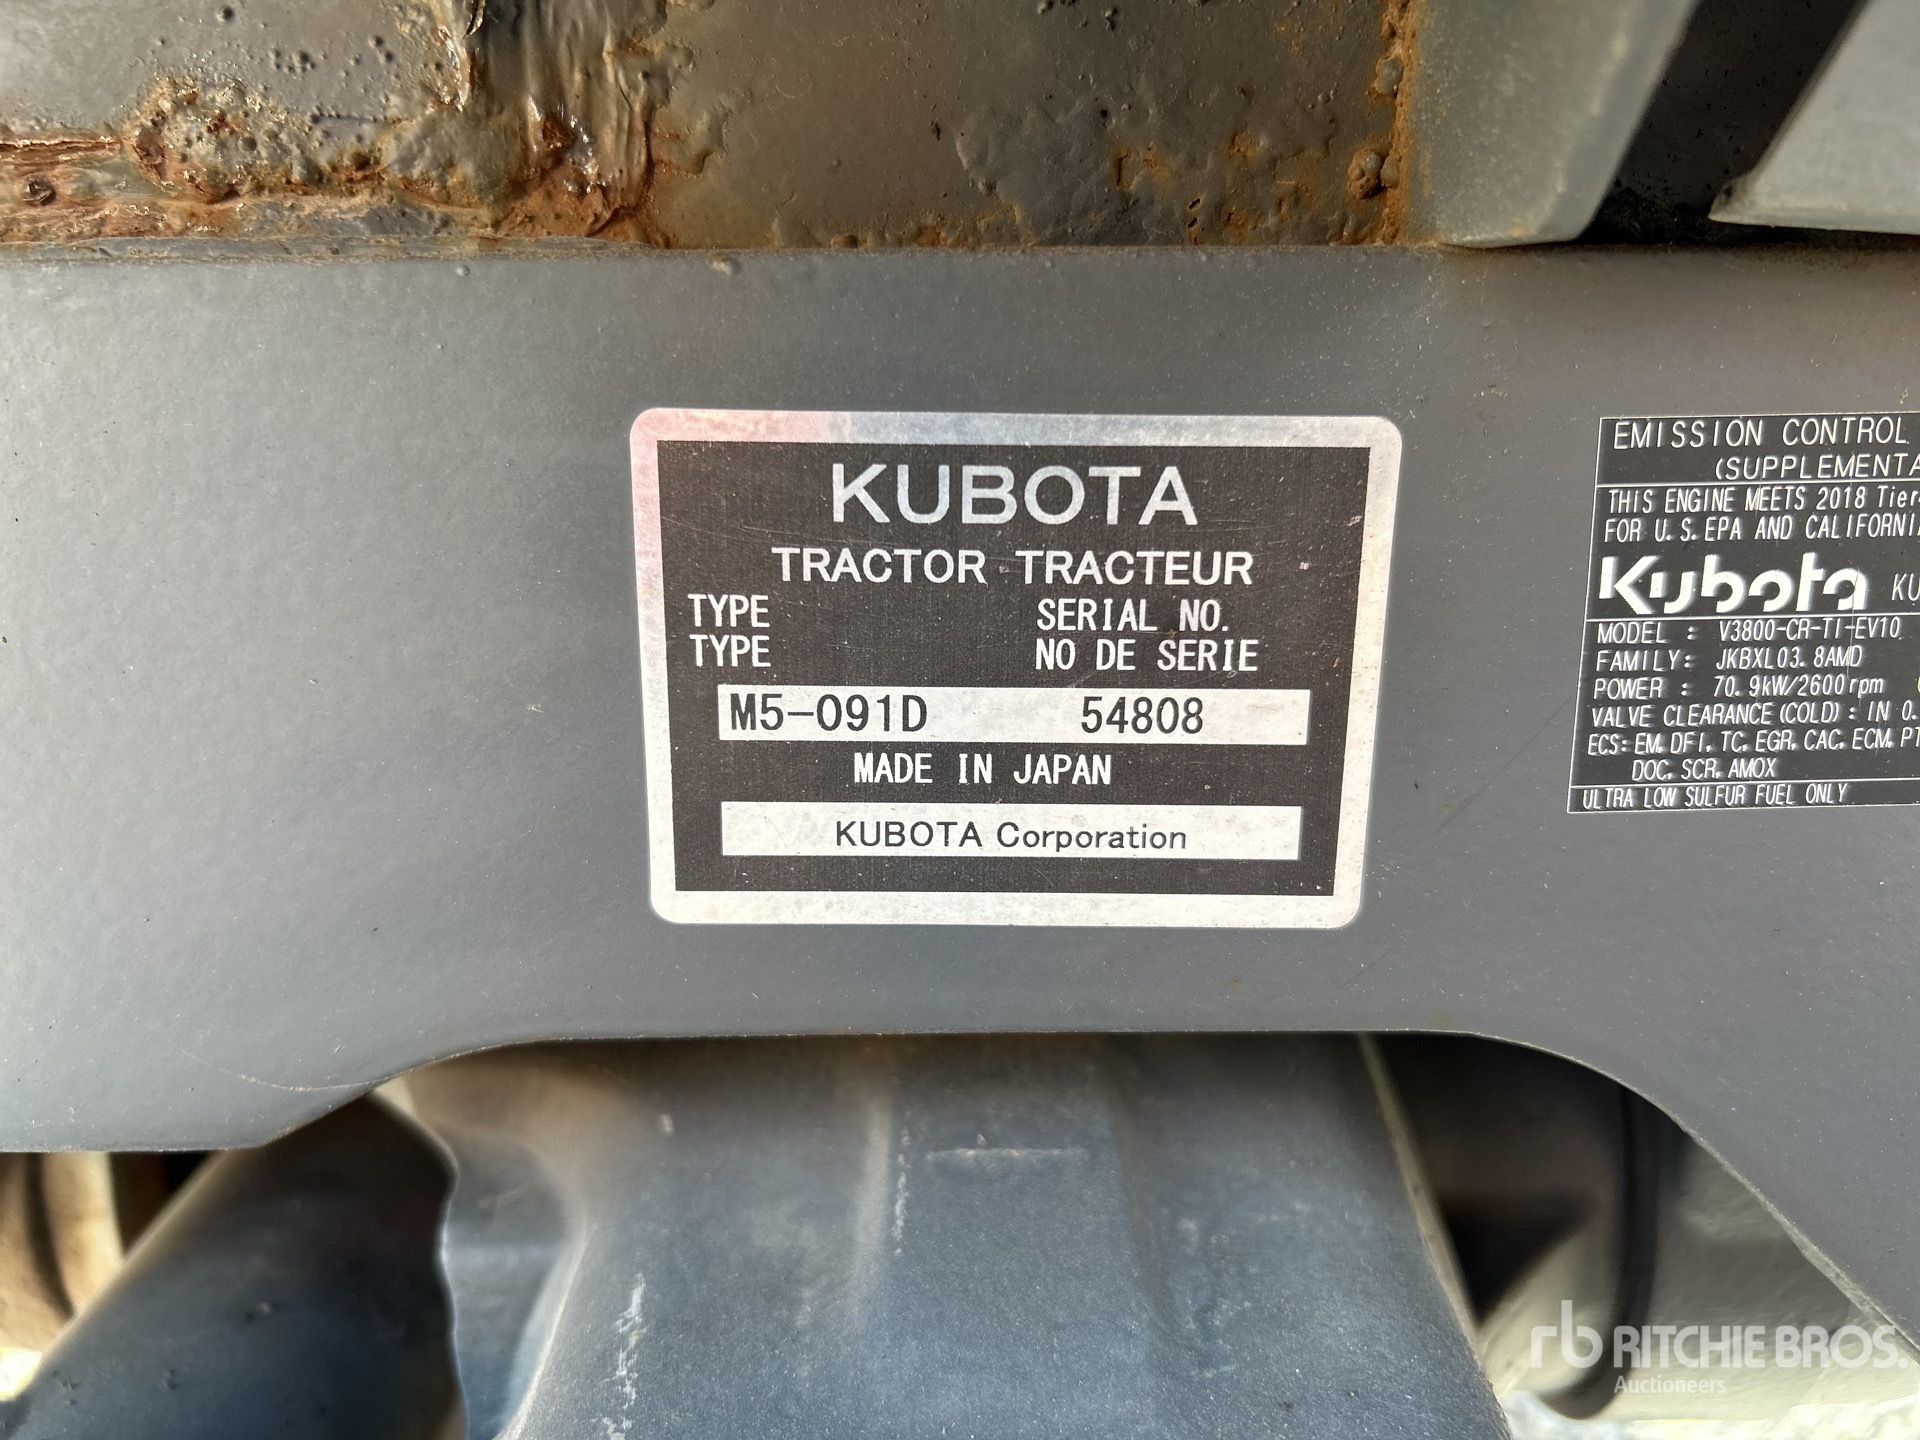 KUBOTA
TRACTOR TRACTEUR
TYPE SERIAL NO.
TYPE NO DE SERIE
M5-091D 54808
MADE IN JAPAN
KUBOTA Corporation
EMISSION CONTROL
(SUPPLEMENTA
THIS ENGINE MEETS 2018 Tier
FOR U.S.EPA AND CALIFORNI
Kubota KU
MODEL : V3800-CR-TI-EV10
FAMILY: JKBXL03.8AMD
POWER : 70.9kW/2600rpm
VALVE CLEARANCE(COLD):IN 0.
ECS:EM,DFI,TC,EGR,CAC,ECM,PT
DOC,SCR,AMOX
ULTRA LOW SULFUR FUEL ONLY
rb RITCHIE BROS.
Auctioneers